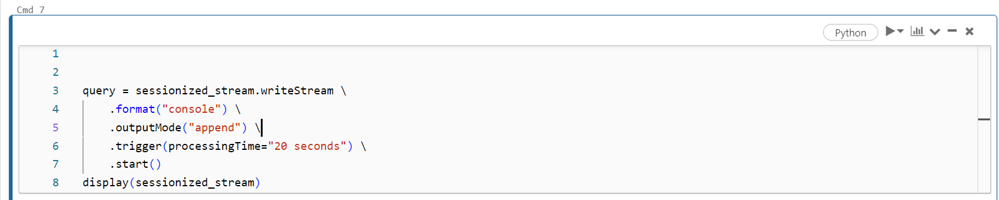 Cmd 7
Python
1
2
3 query = sessionized_stream.writeStream \
4 .format("console") \
5 .outputMode("append") \
6 .trigger(processingTime="20 seconds") \
7 .start()
8 display(sessionized_stream)